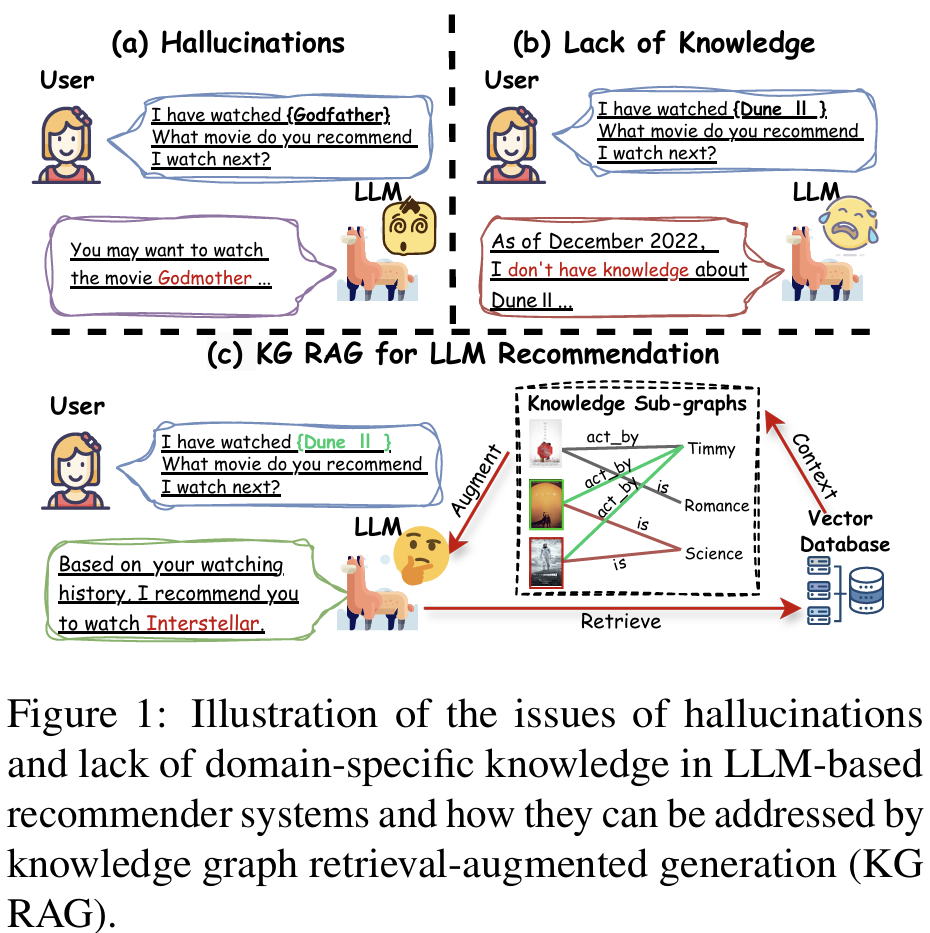 (a) Hallucinations
User
I have watched {Godfather}
What movie do you recommend
I watch next?
LLM
You may want to watch
the movie Godmother ...
(b) Lack of Knowledge
User
I have watched {Dune ll }
What movie do you recommend
I watch next?
LLM
As of December 2022,
I don't have knowledge about
Dune ll ...
(c) KG RAG for LLM Recommendation
User
I have watched {Dune ll }
What movie do you recommend
I watch next?
LLM
Based on your watching
history, I recommend you
to watch Interstellar.
Augment
Knowledge Sub-graphs
act_by
Timmy
act_by
act_by
is
Romance
is
Science
is
Context
Vector
Database
Retrieve
Figure 1: Illustration of the issues of hallucinations
and lack of domain-specific knowledge in LLM-based
recommender systems and how they can be addressed by
knowledge graph retrieval-augmented generation (KG
RAG).